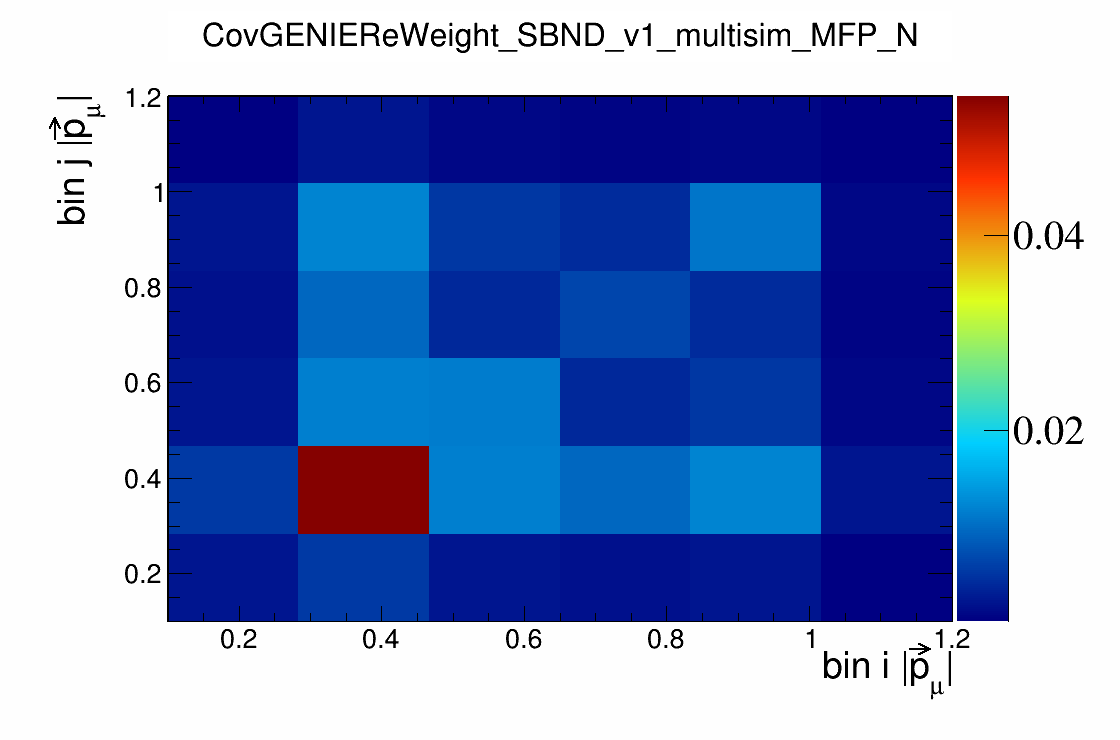 CovGENIEReWeight_SBND_v1_multisim_MFP_N
bin j |p⃗μ|
1.2
1
0.8
0.6
0.4
0.2
0.04
0.02
0.2 0.4 0.6 0.8 1 1.2
bin i |p⃗μ|